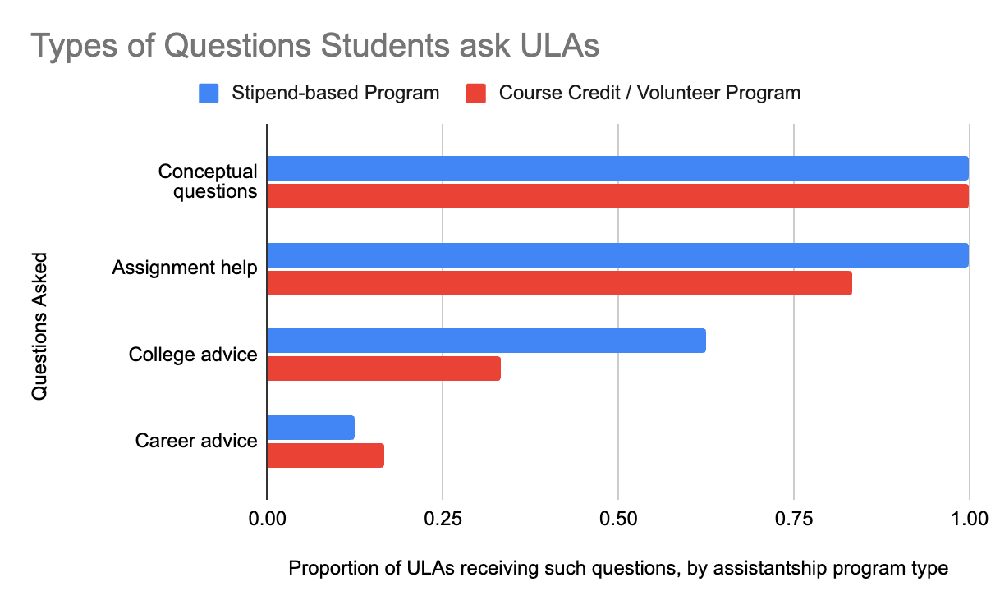 Types of Questions Students ask ULAs
Stipend-based Program
Course Credit / Volunteer Program
Questions Asked
Conceptual
questions
Assignment help
College advice
Career advice
0.00
0.25
0.50
0.75
1.00
Proportion of ULAs receiving such questions, by assistantship program type